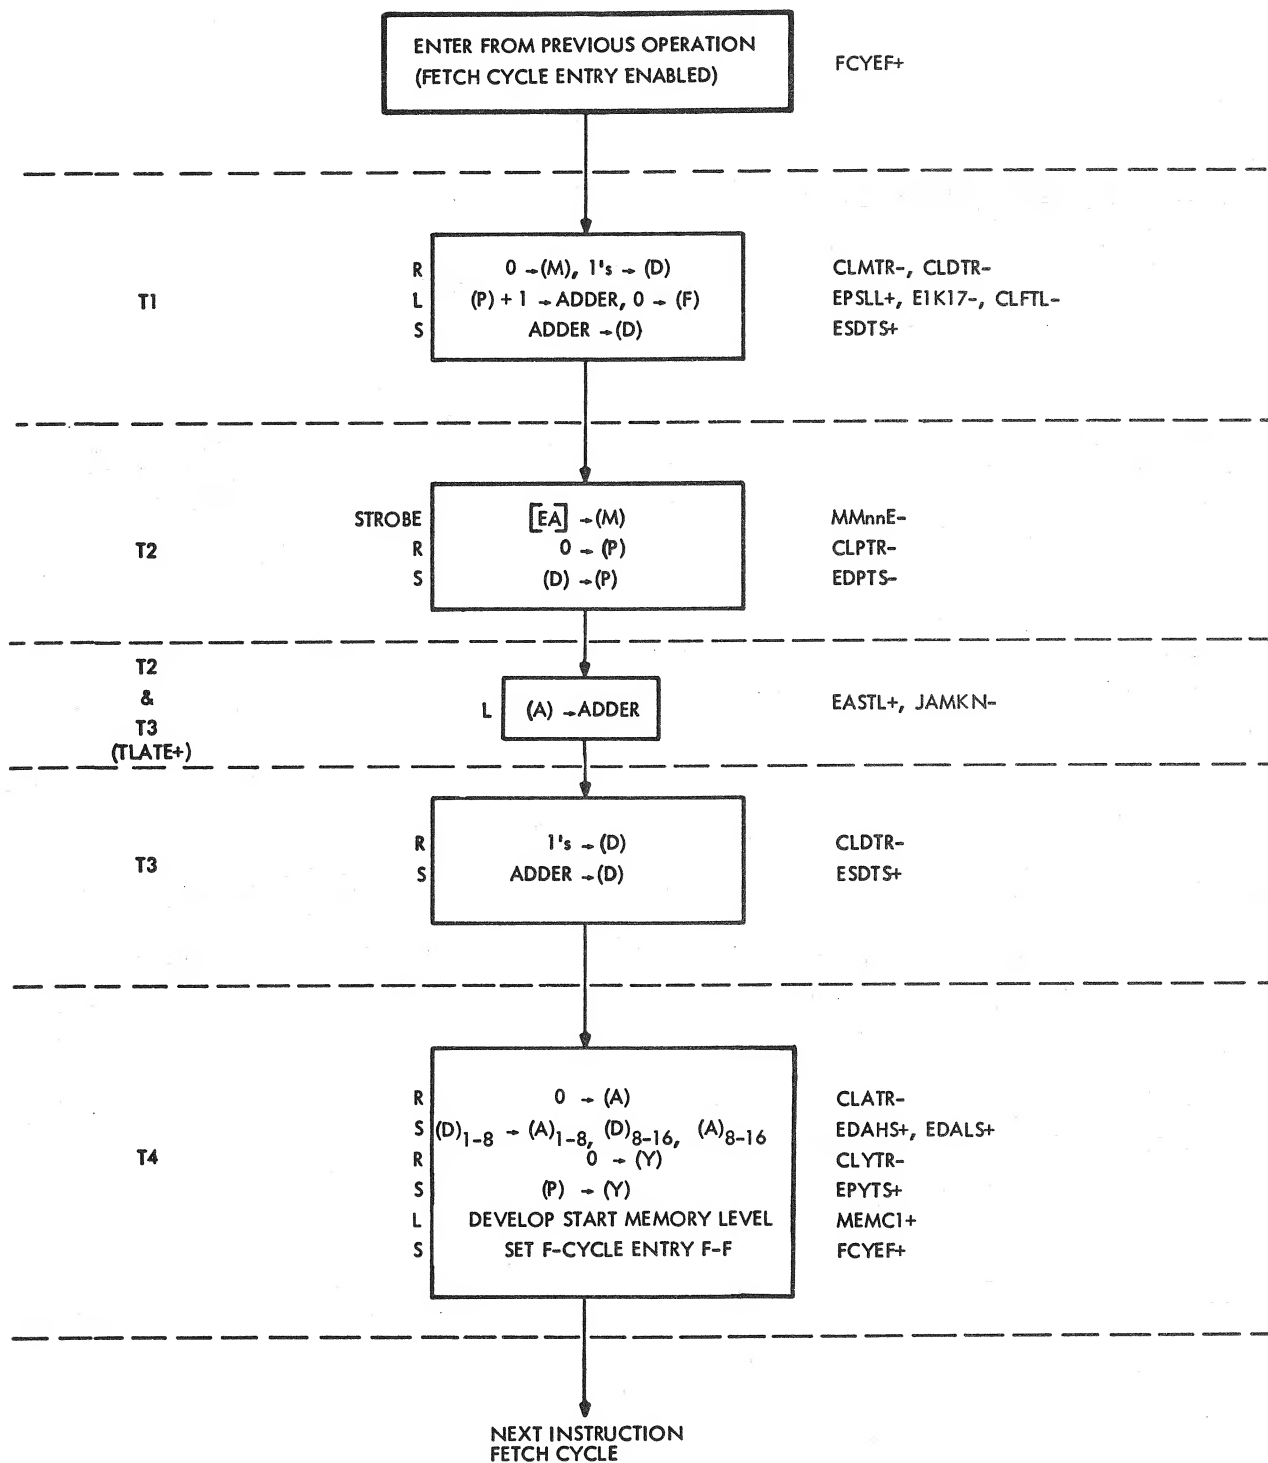 ENTER FROM PREVIOUS OPERATION
(FETCH CYCLE ENTRY ENABLED)
FCYEF+
T1
R 0 → (M), 1's → (D) CLMTR-, CLDTR-
L (P) + 1 → ADDER, 0 → (F) EPSLL+, E1K17-, CLFTL-
S ADDER → (D) ESDTS+
T2
STROBE [EA] → (M) MMnnE-
R 0 → (P) CLPTR-
S (D) → (P) EDPTS-
T2
&
T3
(TLATE+)
L (A) → ADDER EASTL+, JAMKN-
T3
R 1's → (D) CLDTR-
S ADDER → (D) ESDTS+
T4
R 0 → (A) CLATR-
S (D)1-8 → (A)1-8, (D)8-16, (A)8-16 EDAHS+, EDALS+
R 0 → (Y) CLYTR-
S (P) → (Y) EPYTS+
L DEVELOP START MEMORY LEVEL MEMC1+
S SET F-CYCLE ENTRY F-F FCYEF+
NEXT INSTRUCTION
FETCH CYCLE